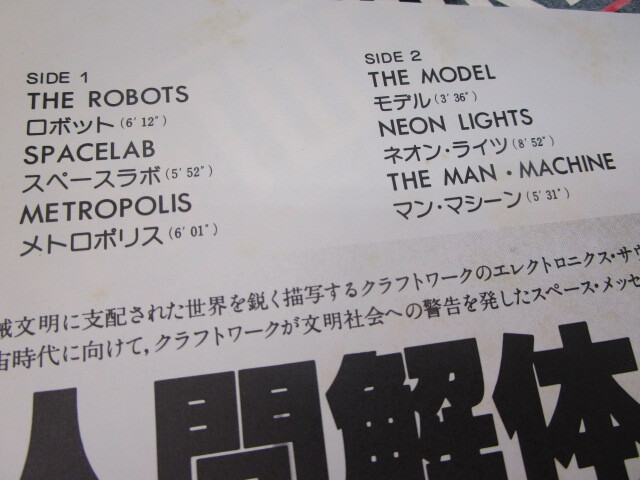 SIDE 1
THE ROBOTS
ロボット(6′12″)
SPACELAB
スペースラボ(5′52″)
METROPOLIS
メトロポリス(6′01″)
SIDE 2
THE MODEL
モデル(3′36″)
NEON LIGHTS
ネオン・ライツ(8′52″)
THE MAN・MACHINE
マン・マシーン(5′31″)
械文明に支配された世界を鋭く描写するクラフトワークのエレクトロニクス・サウ
宙時代に向けて,クラフトワークが文明社会への警告を発したスペース・メッセ
人間解体